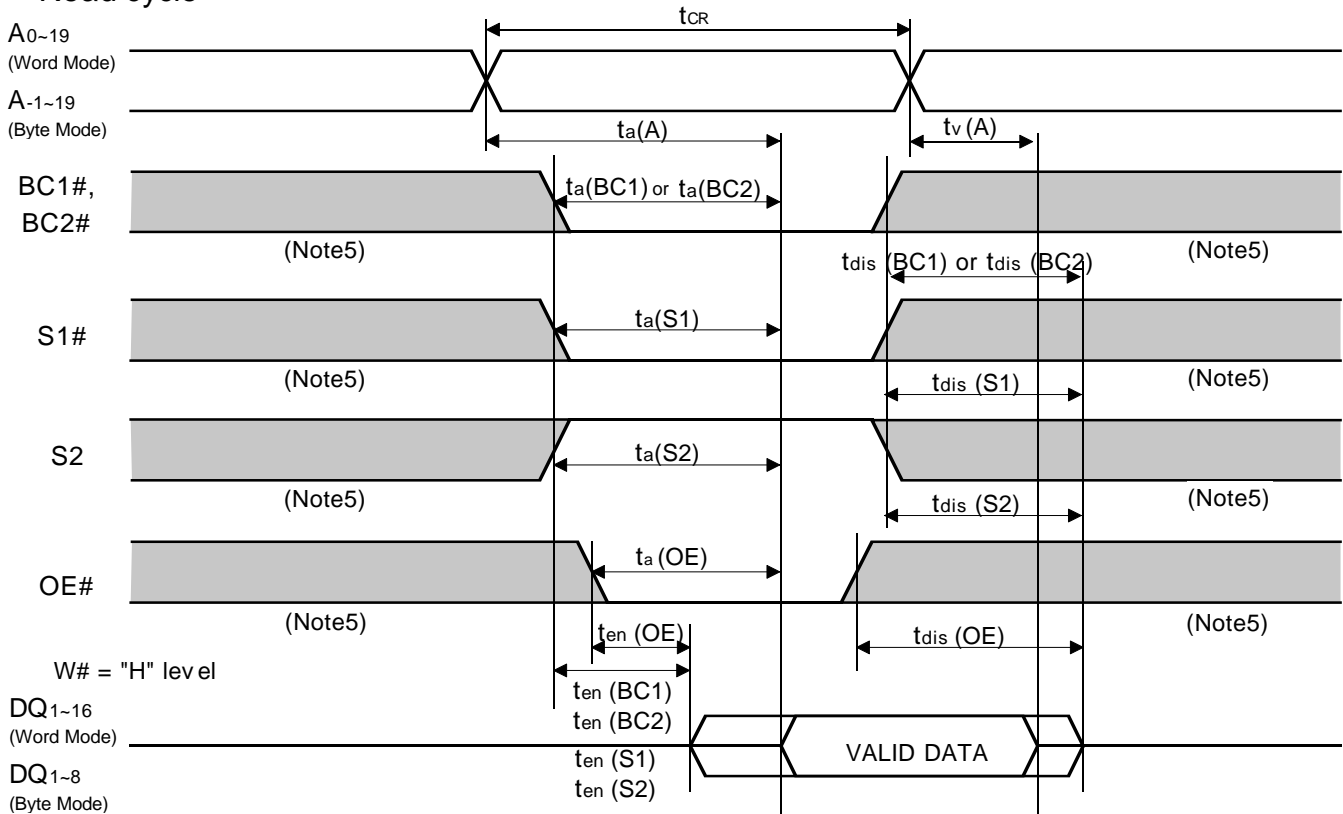 Read cycle
tCR
A0~19
(Word Mode)
A-1~19
(Byte Mode)
ta(A)
tv (A)
BC1#,
BC2#
ta(BC1) or ta(BC2)
(Note5)
(Note5)
tdis (BC1) or tdis (BC2)
S1#
ta(S1)
(Note5)
(Note5)
tdis (S1)
S2
ta(S2)
(Note5)
(Note5)
tdis (S2)
OE#
ta (OE)
(Note5)
(Note5)
ten (OE)
tdis (OE)
W# = "H" level
ten (BC1)
ten (BC2)
ten (S1)
ten (S2)
DQ1~16
(Word Mode)
VALID DATA
DQ1~8
(Byte Mode)